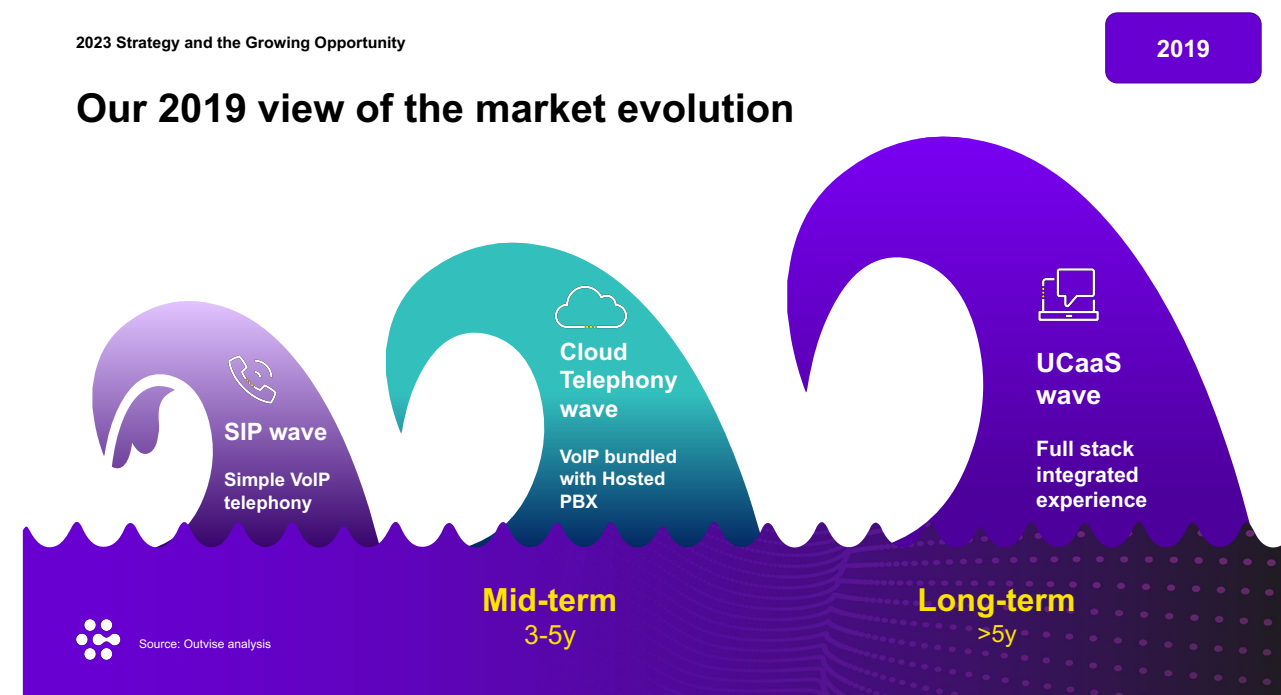 2023 Strategy and the Growing Opportunity
2019
Our 2019 view of the market evolution
SIP wave
Simple VoIP
telephony
Cloud
Telephony
wave
VoIP bundled
with Hosted
PBX
UCaaS
wave
Full stack
integrated
experience
Mid-term
3-5y
Long-term
>5y
Source: Outvise analysis